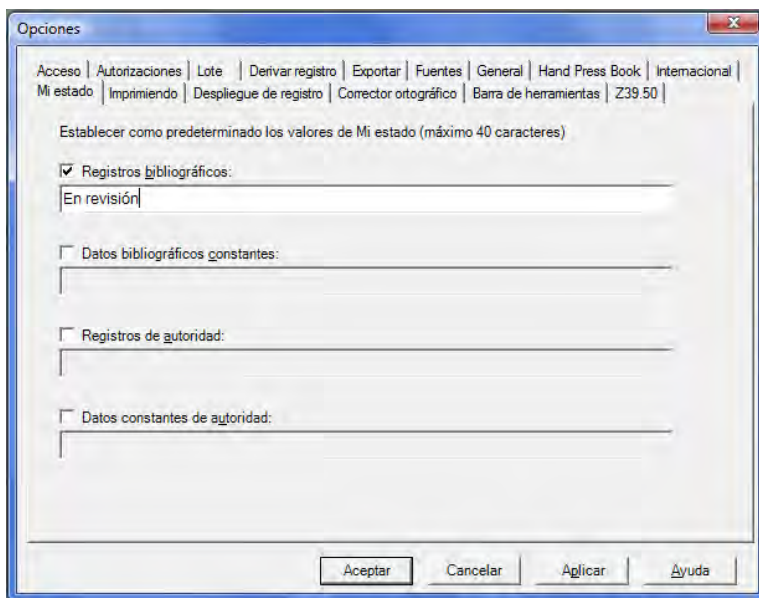 Opciones
Acceso Autorizaciones Lote Derivar registro Exportar Fuentes General Hand Press Book Internacional
Mi estado Imprimiendo Despliegue de registro Corrector ortográfico Barra de herramientas Z39.50
Establecer como predeterminado los valores de Mi estado (máximo 40 caracteres)
Registros bibliográficos:
En revisión
Datos bibliográficos constantes:
Registros de autoridad:
Datos constantes de autoridad:
Aceptar Cancelar Aplicar Ayuda